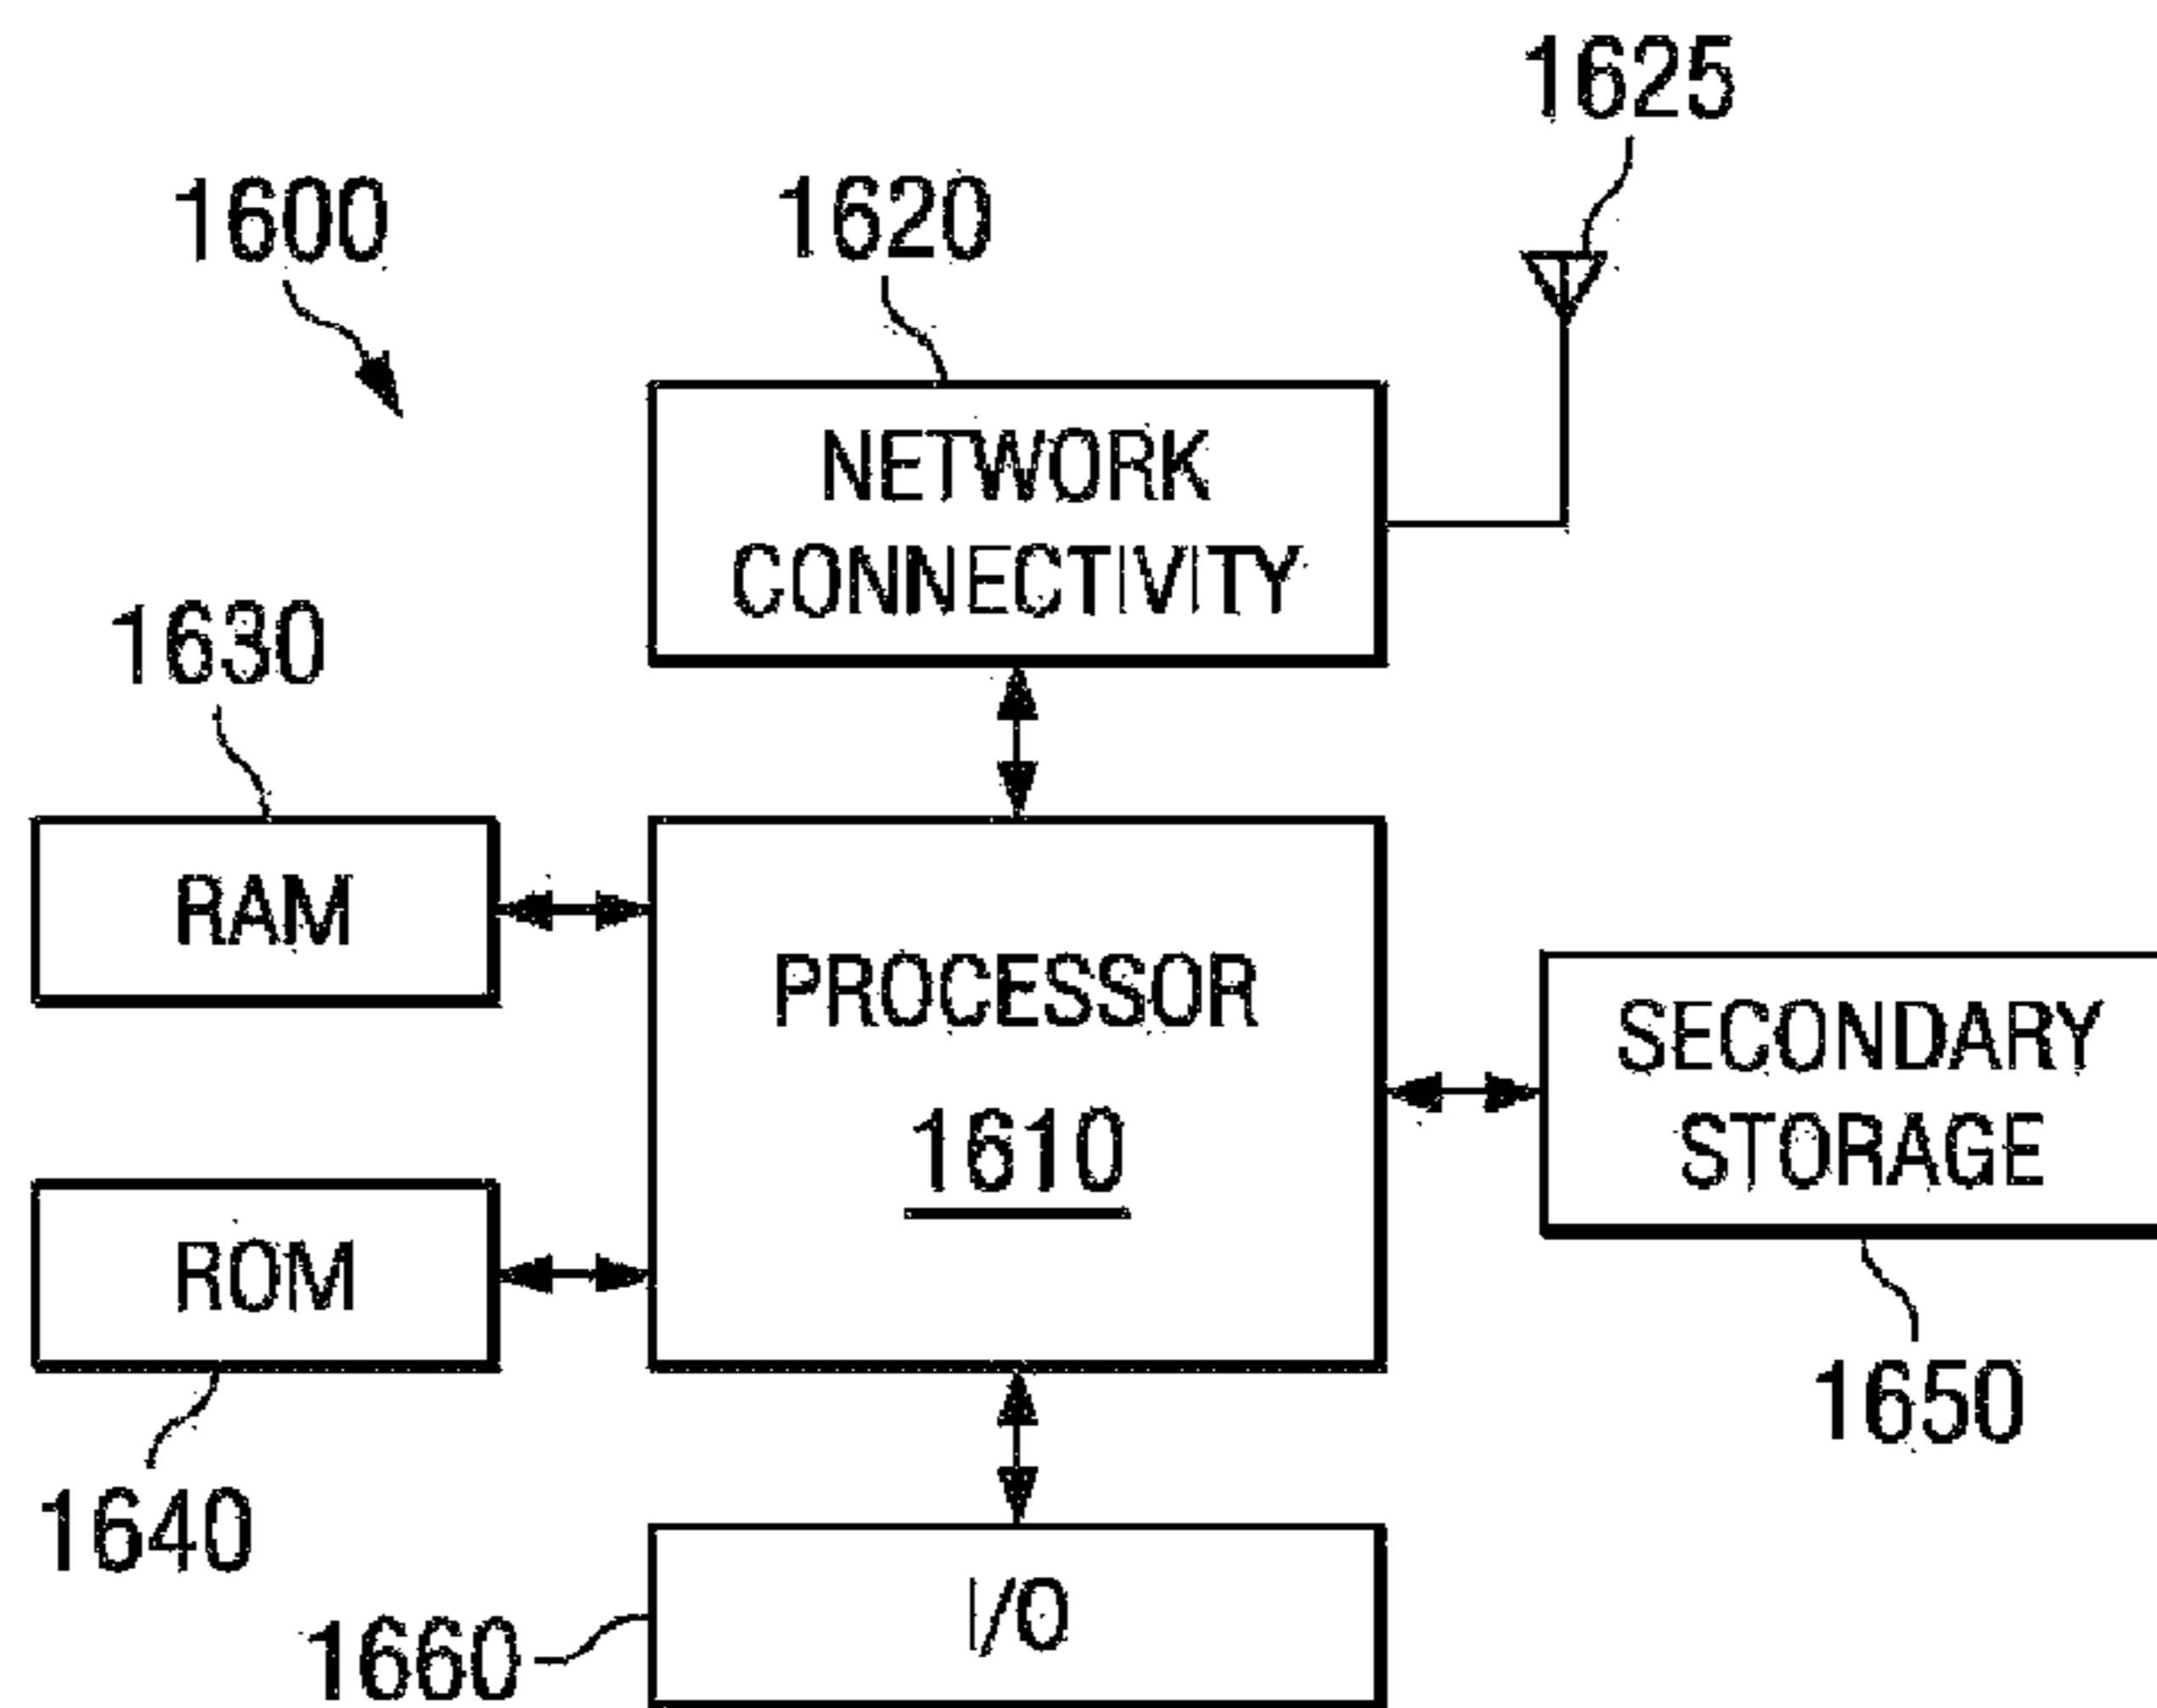 1625
1600
1620
NETWORK
CONNECTIVITY
1630
RAM
PROCESSOR
1610
SECONDARY
STORAGE
ROM
1650
1640
I/O
1660